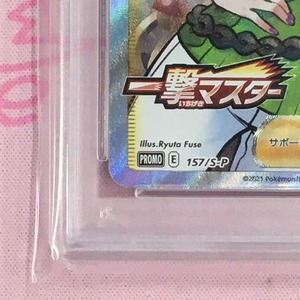 一撃マスター
いちげき
サポー
Illus.Ryuta Fuse
PROMO E 157/S-P
©2021 Pokémon/